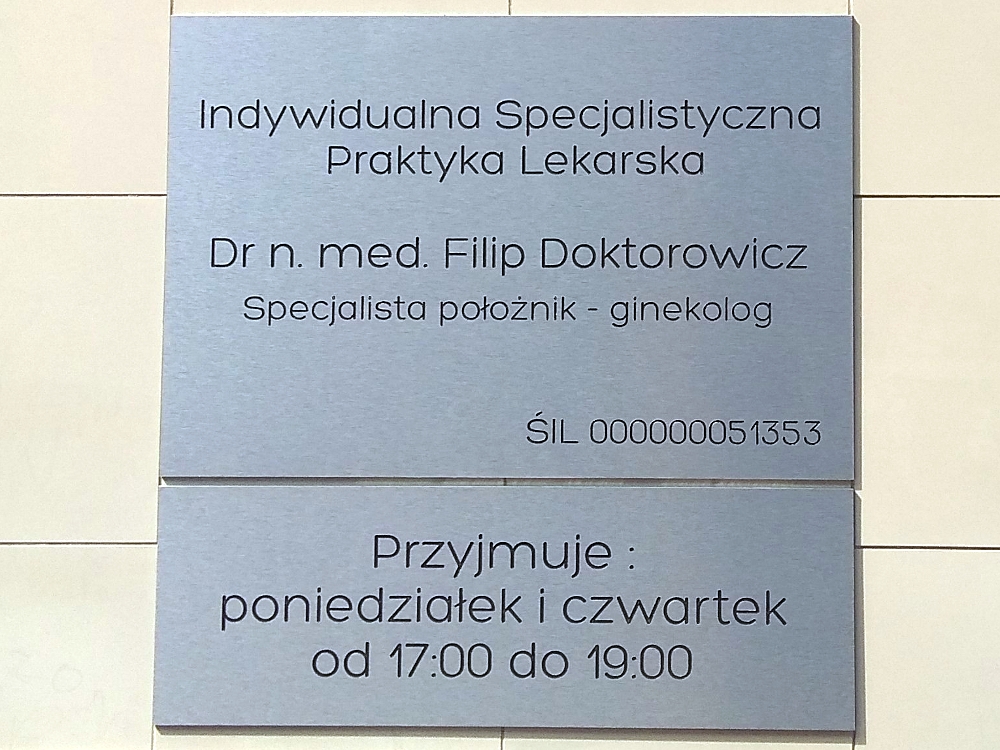 Indywidualna Specjalistyczna
Praktyka Lekarska
Dr n. med. Filip Doktorowicz
Specjalista położnik - ginekolog
ŚIL 000000051353
Przyjmuje :
poniedziałek i czwartek
od 17:00 do 19:00